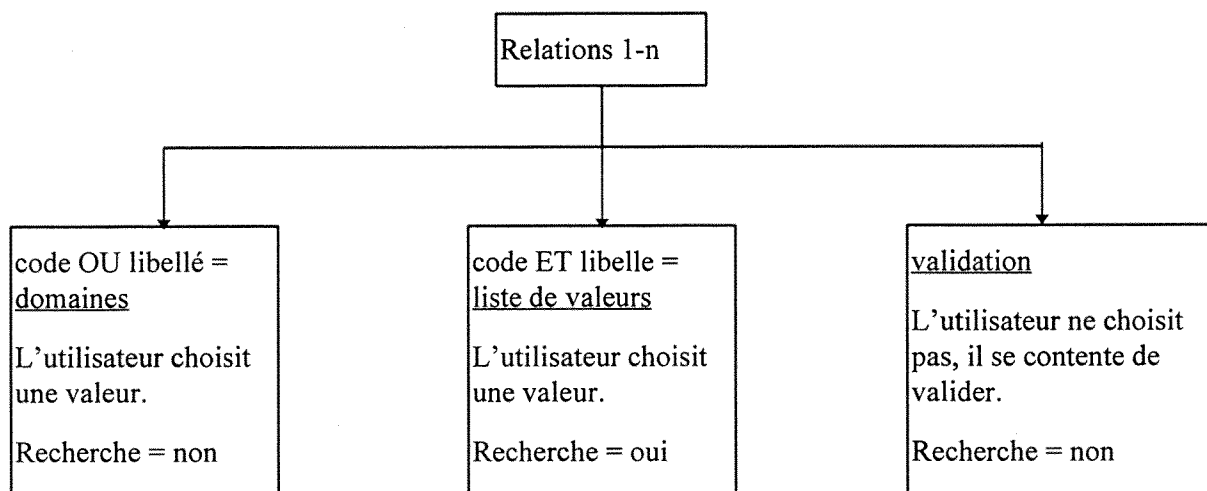 Relations 1-n
code OU libellé =
domaines
L'utilisateur choisit
une valeur.
Recherche = non
code ET libelle =
liste de valeurs
L'utilisateur choisit
une valeur.
Recherche = oui
validation
L'utilisateur ne choisit
pas, il se contente de
valider.
Recherche = non